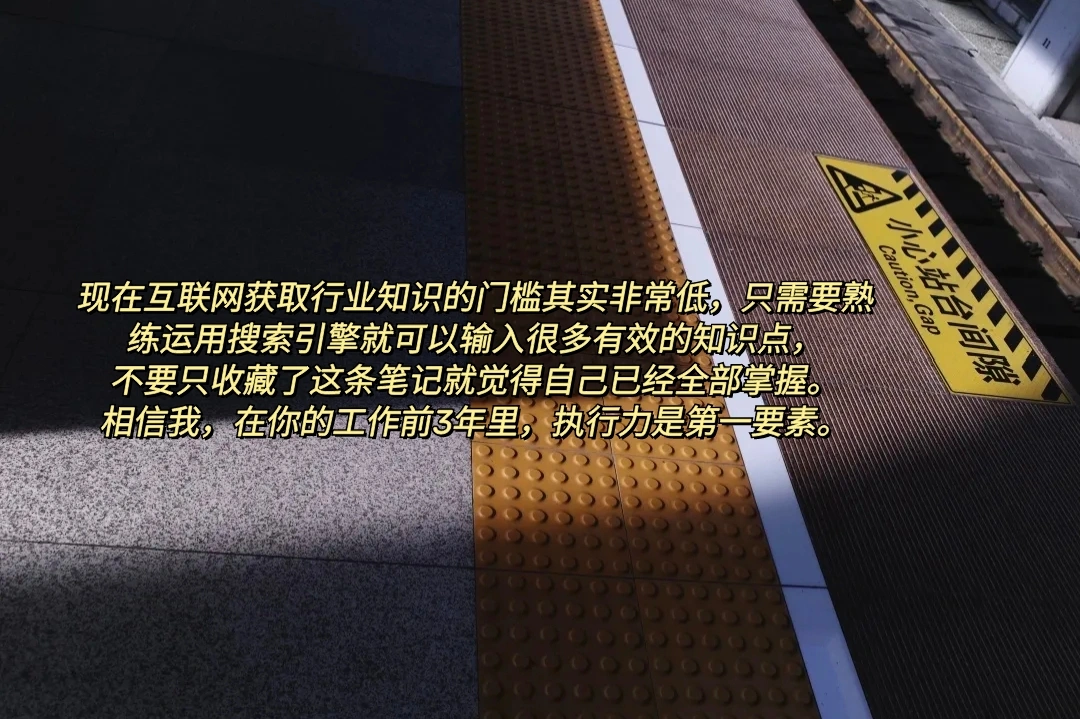 现在互联网获取行业知识的门槛其实非常低，只需要熟
练运用搜索引擎就可以输入很多有效的知识点，
不要只收藏了这条笔记就觉得自己已经全部掌握。
相信我，在你的工作前3年里，执行力是第一要素。
小心站台间隙
Caution, Gap